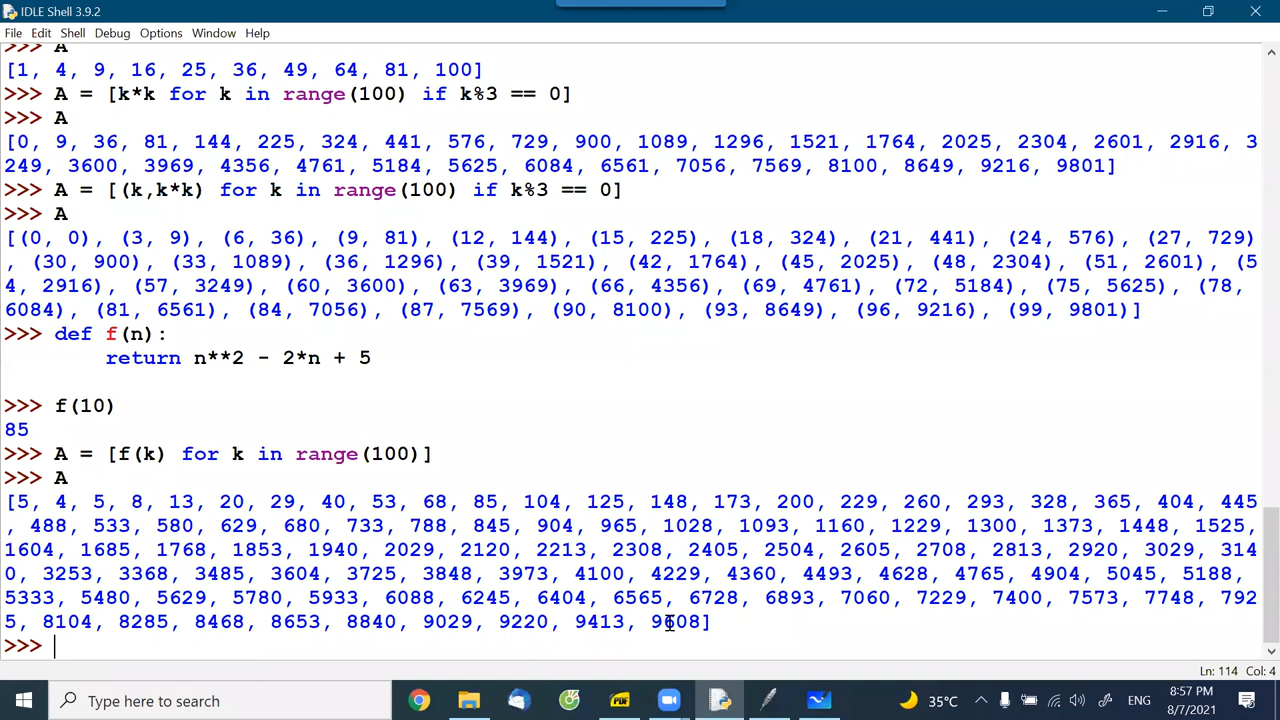 IDLE Shell 3.9.2
File Edit Shell Debug Options Window Help
>>> A
[1, 4, 9, 16, 25, 36, 49, 64, 81, 100]
>>> A = [k*k for k in range(100) if k%3 == 0]
>>> A
[0, 9, 36, 81, 144, 225, 324, 441, 576, 729, 900, 1089, 1296, 1521, 1764, 2025, 2304, 2601, 2916, 3
249, 3600, 3969, 4356, 4761, 5184, 5625, 6084, 6561, 7056, 7569, 8100, 8649, 9216, 9801]
>>> A = [(k,k*k) for k in range(100) if k%3 == 0]
>>> A
[(0, 0), (3, 9), (6, 36), (9, 81), (12, 144), (15, 225), (18, 324), (21, 441), (24, 576), (27, 729)
, (30, 900), (33, 1089), (36, 1296), (39, 1521), (42, 1764), (45, 2025), (48, 2304), (51, 2601), (5
4, 2916), (57, 3249), (60, 3600), (63, 3969), (66, 4356), (69, 4761), (72, 5184), (75, 5625), (78,
6084), (81, 6561), (84, 7056), (87, 7569), (90, 8100), (93, 8649), (96, 9216), (99, 9801)]
>>> def f(n):
return n**2 - 2*n + 5
>>> f(10)
85
>>> A = [f(k) for k in range(100)]
>>> A
[5, 4, 5, 8, 13, 20, 29, 40, 53, 68, 85, 104, 125, 148, 173, 200, 229, 260, 293, 328, 365, 404, 445
, 488, 533, 580, 629, 680, 733, 788, 845, 904, 965, 1028, 1093, 1160, 1229, 1300, 1373, 1448, 1525,
1604, 1685, 1768, 1853, 1940, 2029, 2120, 2213, 2308, 2405, 2504, 2605, 2708, 2813, 2920, 3029, 314
0, 3253, 3368, 3485, 3604, 3725, 3848, 3973, 4100, 4229, 4360, 4493, 4628, 4765, 4904, 5045, 5188,
5333, 5480, 5629, 5780, 5933, 6088, 6245, 6404, 6565, 6728, 6893, 7060, 7229, 7400, 7573, 7748, 792
5, 8104, 8285, 8468, 8653, 8840, 9029, 9220, 9413, 9608]
>>>
Ln: 114 Col: 4
Type here to search
PDF
35°C
ENG
8:57 PM
8/7/2021